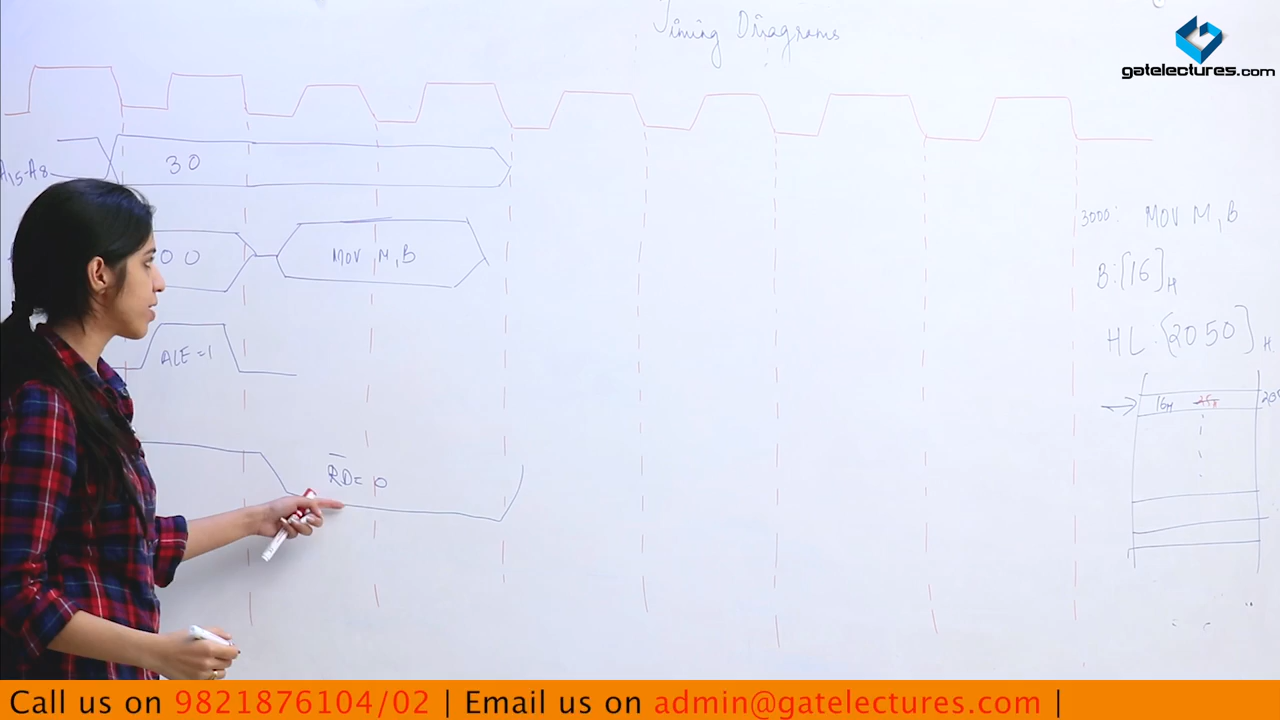 Timing Diagrams
gatelectures.com
A15-A8
30
00
MOV M,B
ALE = 1
R̅D̅ = 0
3000: MOV M,B
B:[16]H
HL:[2050]H
16H
Call us on 9821876104/02 | Email us on admin@gatelectures.com |